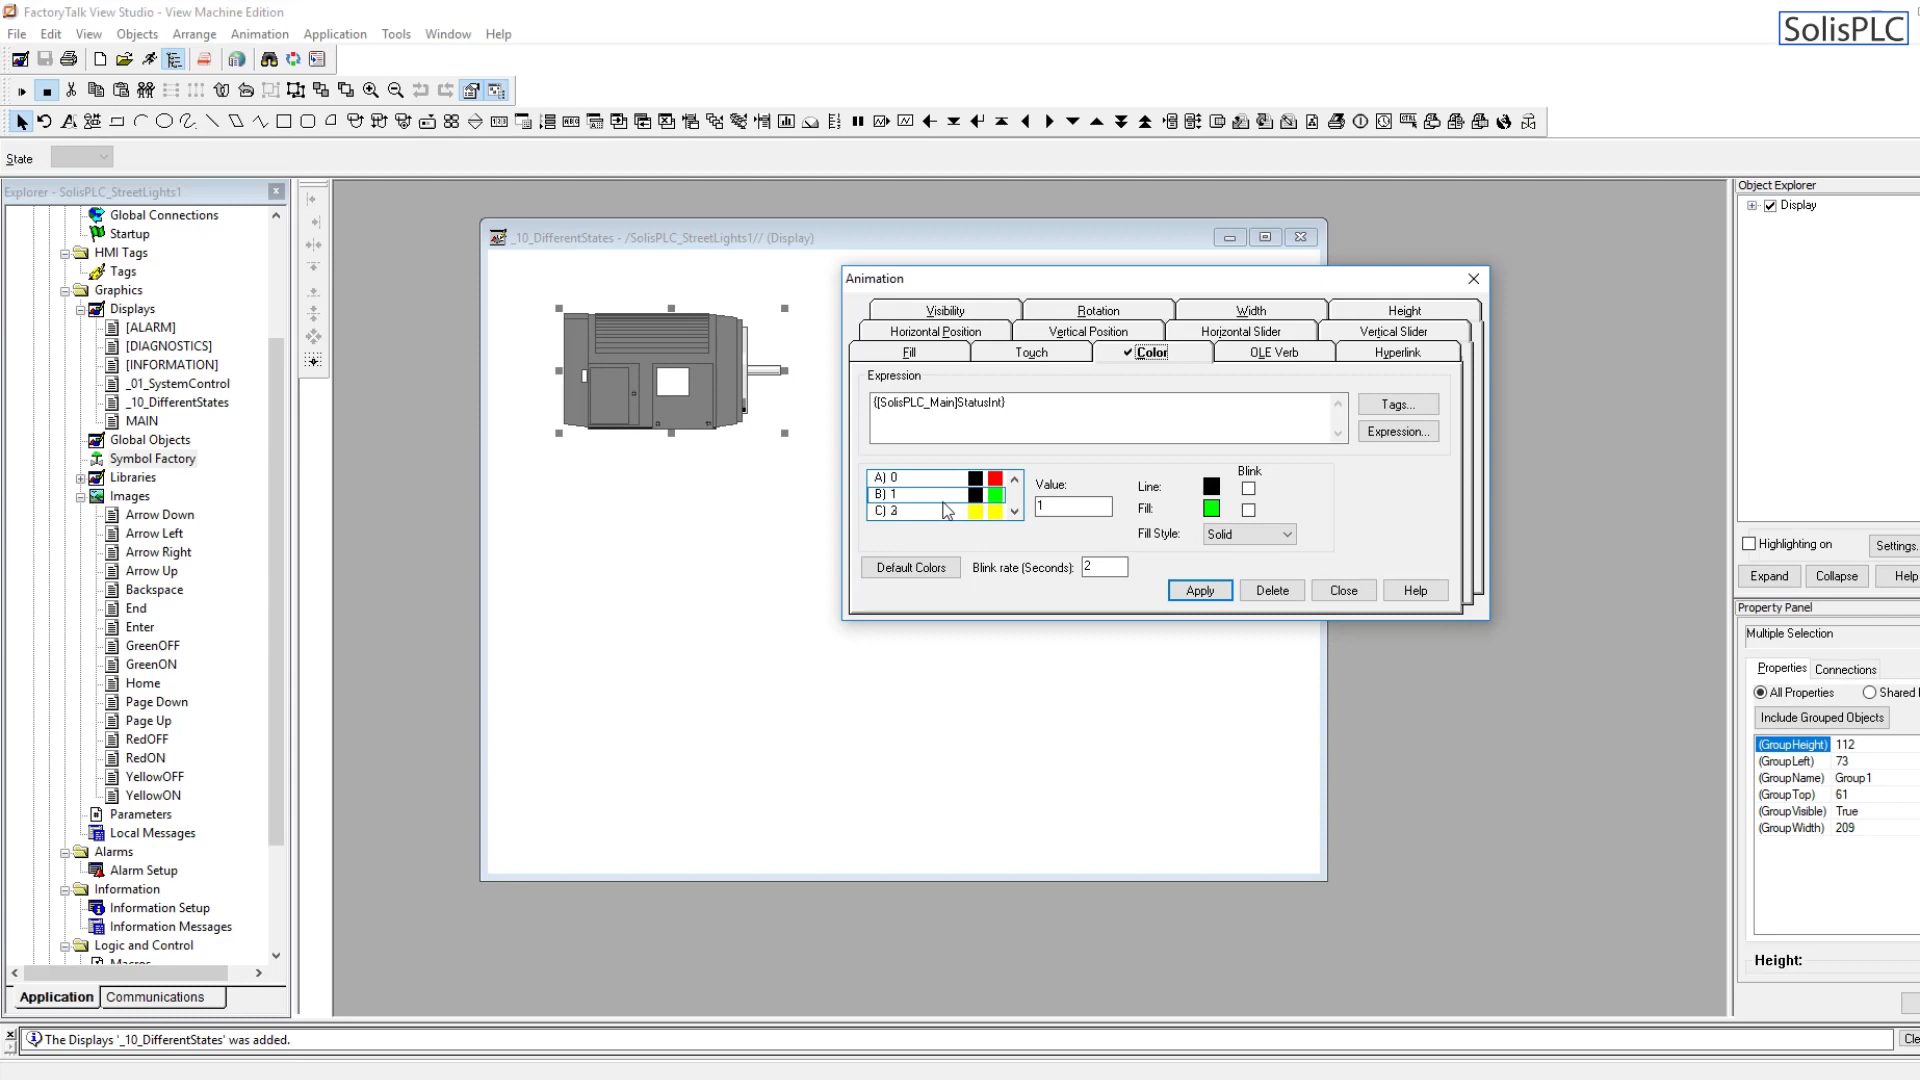 FactoryTalk View Studio - View Machine Edition
SolisPLC
File Edit View Objects Arrange Animation Application Tools Window Help
State
Explorer - SolisPLC_StreetLights1
Global Connections
Startup
HMI Tags
Tags
Graphics
Displays
[ALARM]
[DIAGNOSTICS]
[INFORMATION]
_01_SystemControl
_10_DifferentStates
MAIN
Global Objects
Symbol Factory
Libraries
Images
Arrow Down
Arrow Left
Arrow Right
Arrow Up
Backspace
End
Enter
GreenOFF
GreenON
Home
Page Down
Page Up
RedOFF
RedON
YellowOFF
YellowON
Parameters
Local Messages
Alarms
Alarm Setup
Information
Information Setup
Information Messages
Logic and Control
Macros
Application Communications
_10_DifferentStates - /SolisPLC_StreetLights1// (Display)
Animation
Visibility Rotation Width Height
Horizontal Position Vertical Position Horizontal Slider Vertical Slider
Fill Touch Color OLE Verb Hyperlink
Expression
{[SolisPLC_Main]StatusInt}
Tags...
Expression...
A) 0
B) 1
C)
Value:
1
Line:
Fill:
Blink
Fill Style: Solid
Default Colors Blink rate (Seconds): 2
Apply Delete Close Help
Object Explorer
Display
Highlighting on Settings.
Expand Collapse Help
Property Panel
Multiple Selection
Properties Connections
All Properties Shared
Include Grouped Objects
(GroupHeight) 112
(GroupLeft) 73
(GroupName) Group1
(GroupTop) 61
(GroupVisible) True
(GroupWidth) 209
Height:
The Displays '_10_DifferentStates' was added.
Cle